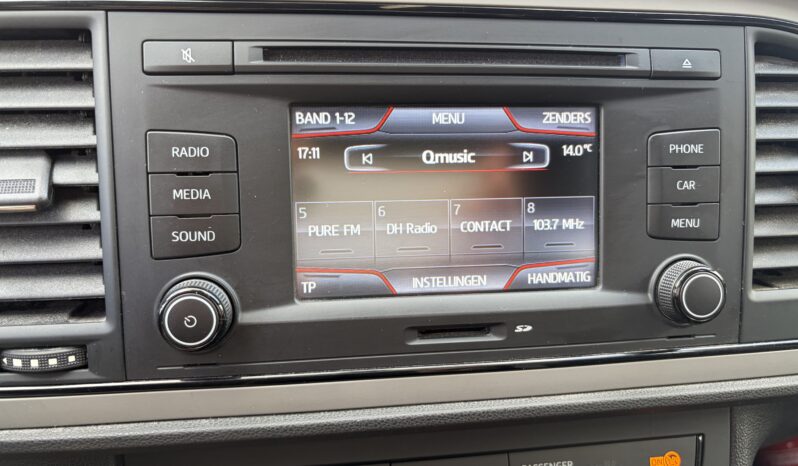 BAND 1-12 MENU ZENDERS
17:11 Qmusic 14.0°C
5 6 7 8
PURE FM DH Radio CONTACT 103.7 MHz
TP INSTELLINGEN HANDMATIG
RADIO
MEDIA
SOUND
PHONE
CAR
MENU
SD
PASSENGER